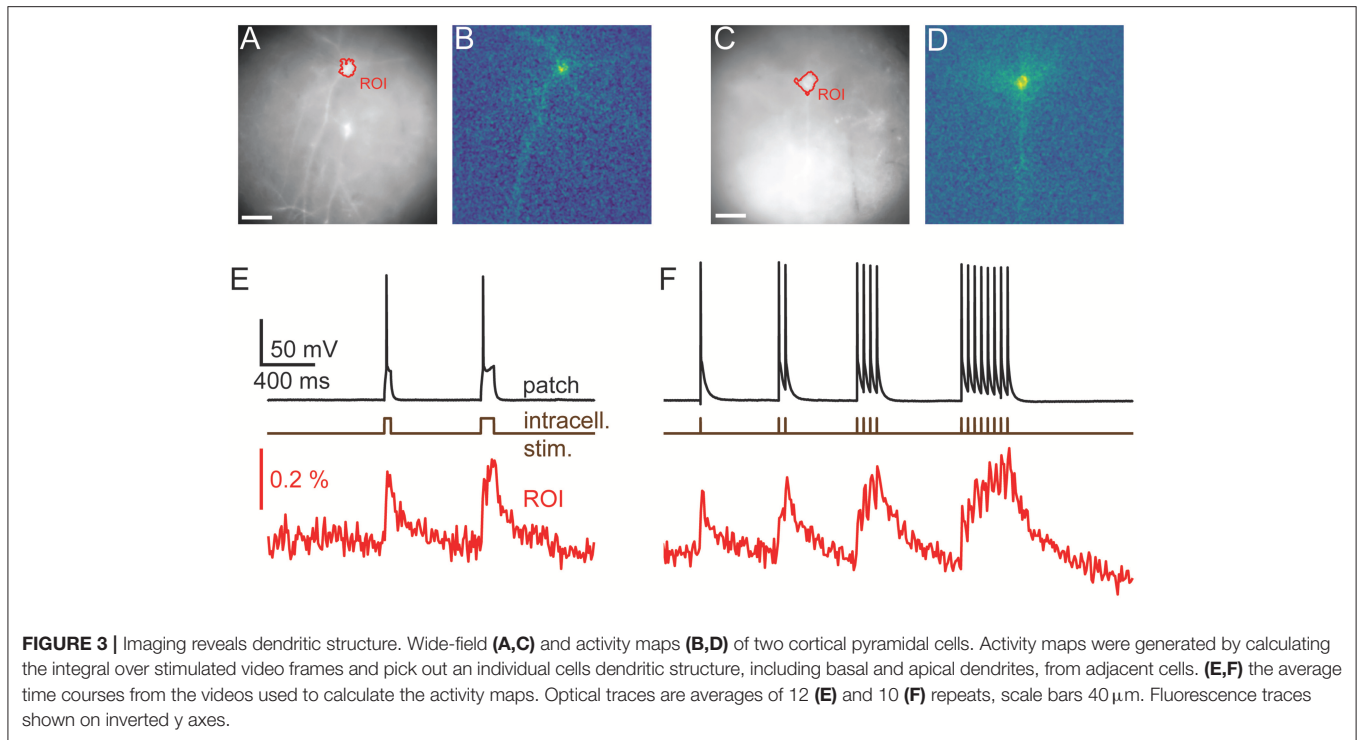 A
B
C
D
ROI
ROI
E
F
50 mV
400 ms
patch
intracell.
stim.
0.2 %
ROI
FIGURE 3 | Imaging reveals dendritic structure. Wide-field (A,C) and activity maps (B,D) of two cortical pyramidal cells. Activity maps were generated by calculating
the integral over stimulated video frames and pick out an individual cells dendritic structure, including basal and apical dendrites, from adjacent cells. (E,F) the average
time courses from the videos used to calculate the activity maps. Optical traces are averages of 12 (E) and 10 (F) repeats, scale bars 40 μm. Fluorescence traces
shown on inverted y axes.